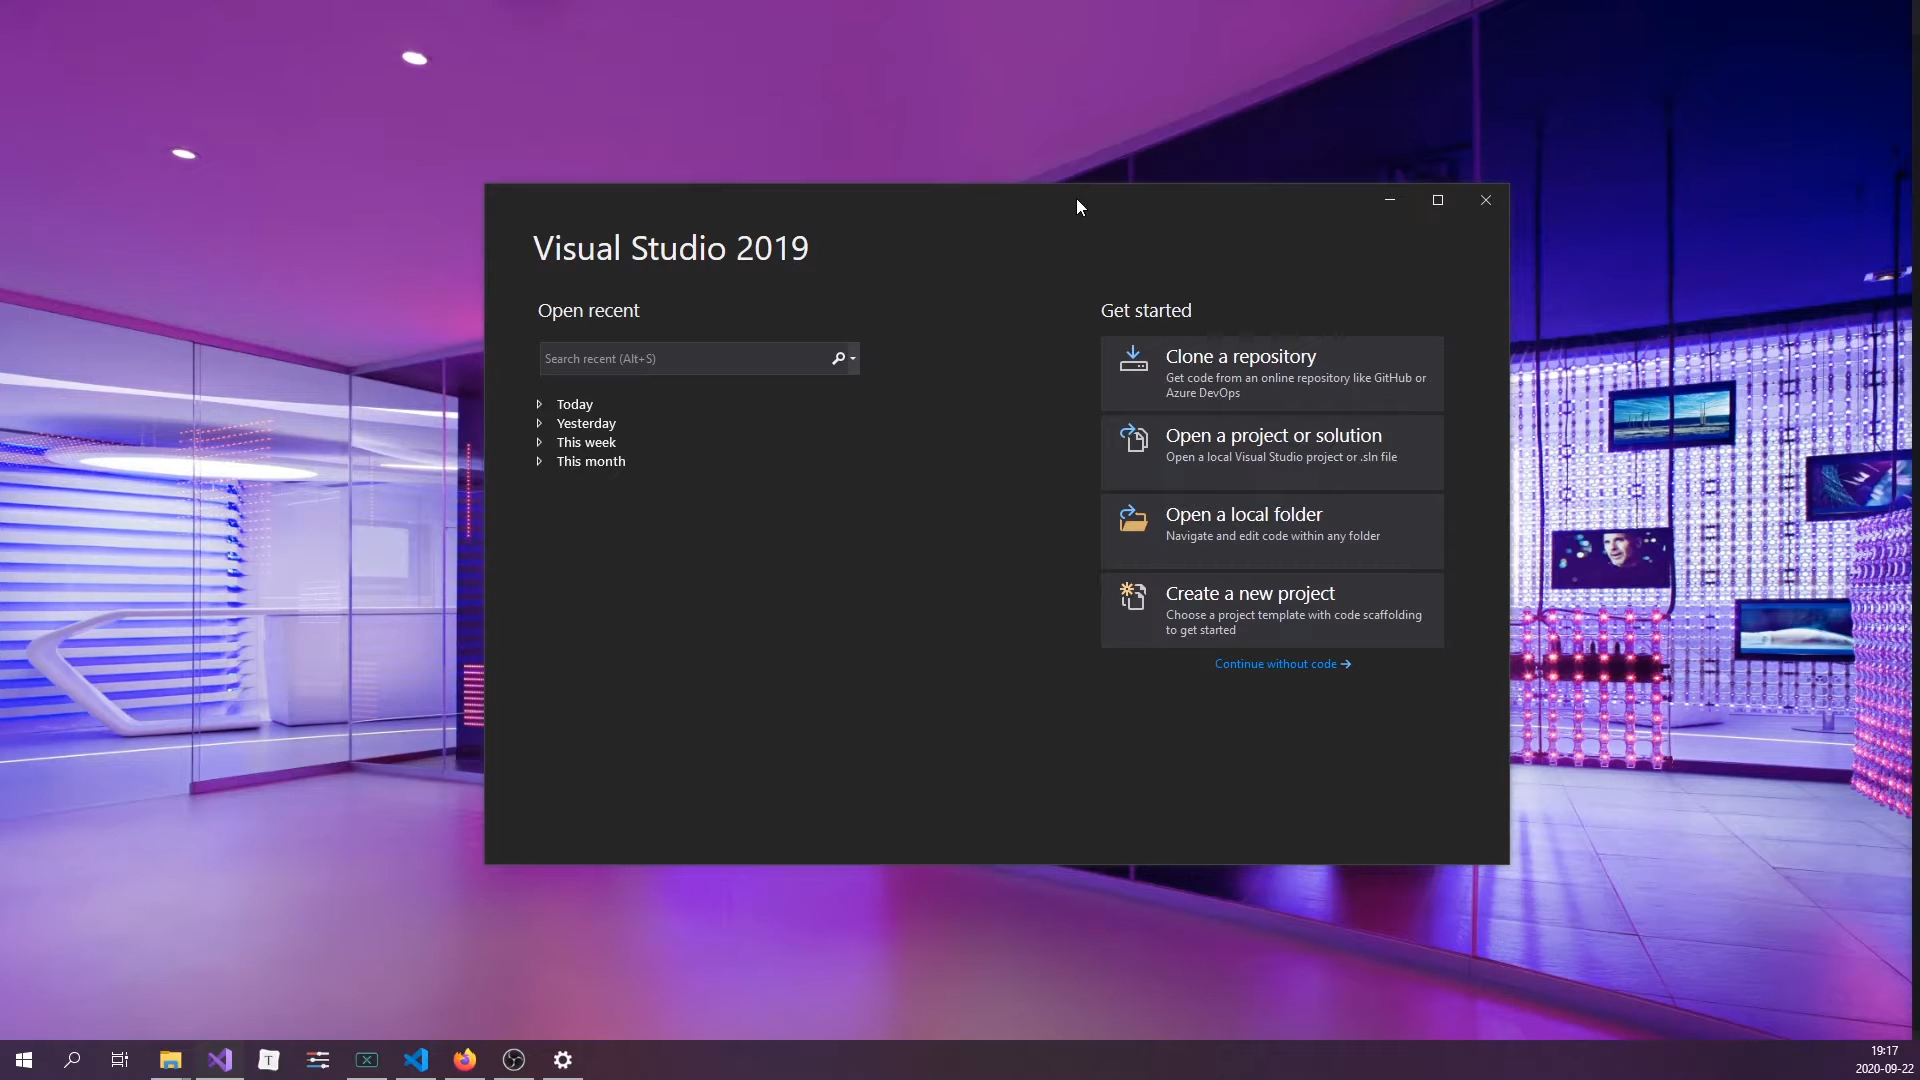 Visual Studio 2019
Open recent
Search recent (Alt+S)
Today
Yesterday
This week
This month
Get started
Clone a repository
Get code from an online repository like GitHub or
Azure DevOps
Open a project or solution
Open a local Visual Studio project or .sln file
Open a local folder
Navigate and edit code within any folder
Create a new project
Choose a project template with code scaffolding
to get started
Continue without code →
T
19:17
2020-09-22